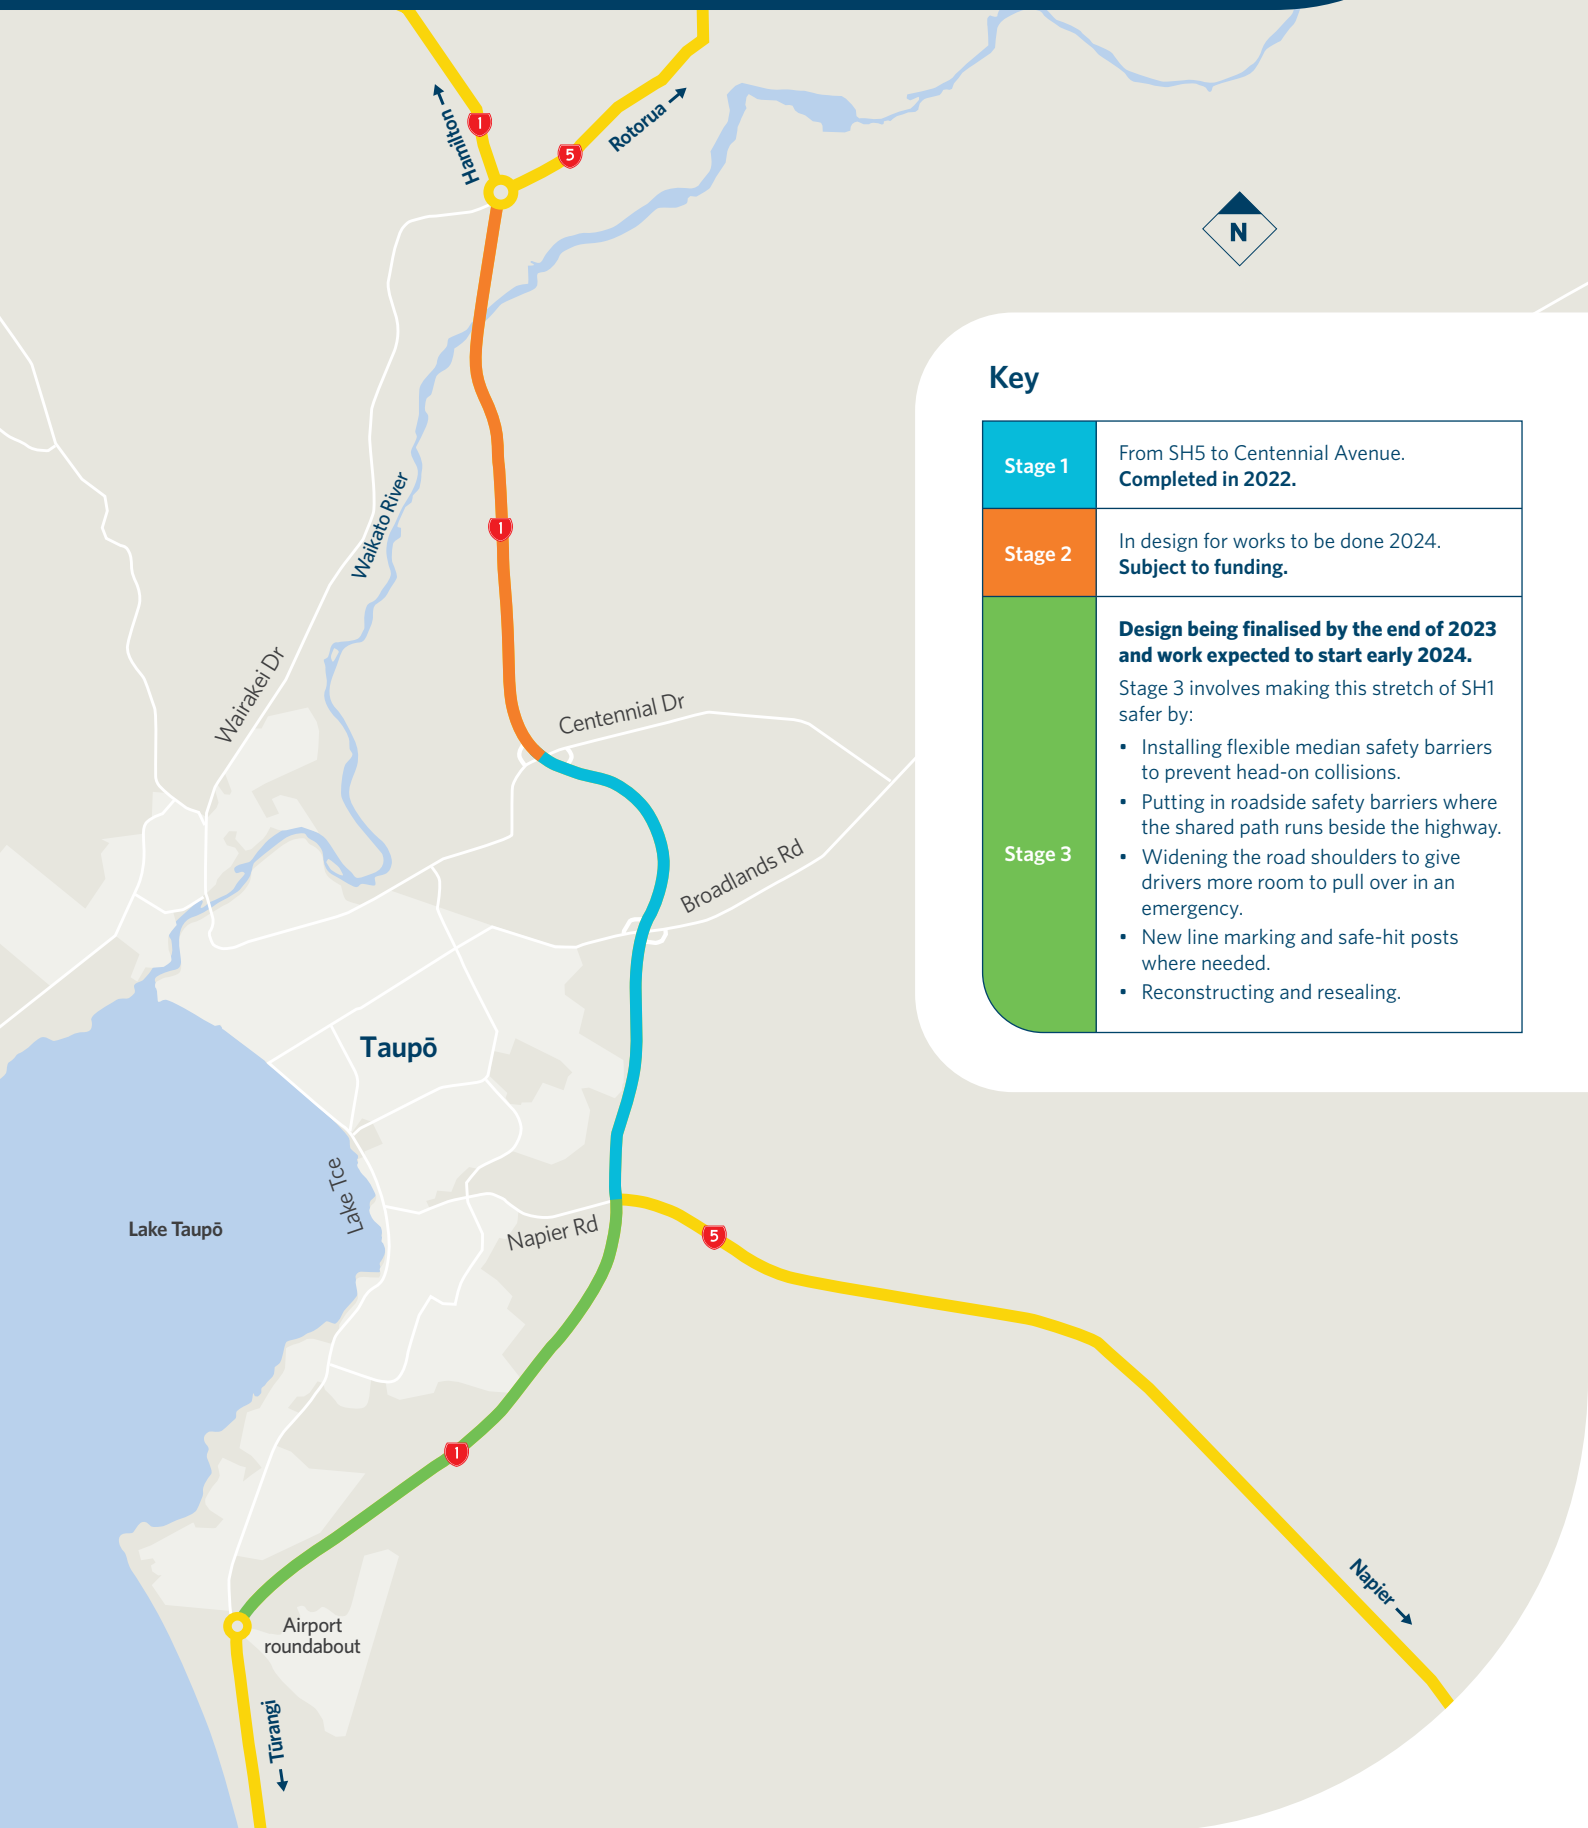 Hamilton
1
5
Rotorua
N
Key
Stage 1
From SH5 to Centennial Avenue.
Completed in 2022.
Stage 2
In design for works to be done 2024.
Subject to funding.
Stage 3
Design being finalised by the end of 2023
and work expected to start early 2024.
Stage 3 involves making this stretch of SH1
safer by:
• Installing flexible median safety barriers
to prevent head-on collisions.
• Putting in roadside safety barriers where
the shared path runs beside the highway.
• Widening the road shoulders to give
drivers more room to pull over in an
emergency.
• New line marking and safe-hit posts
where needed.
• Reconstructing and resealing.
Waikato River
1
Wairakei Dr
Centennial Dr
Broadlands Rd
Taupō
Lake Tce
Lake Taupō
Napier Rd
5
1
Napier
Airport
roundabout
Tūrangi